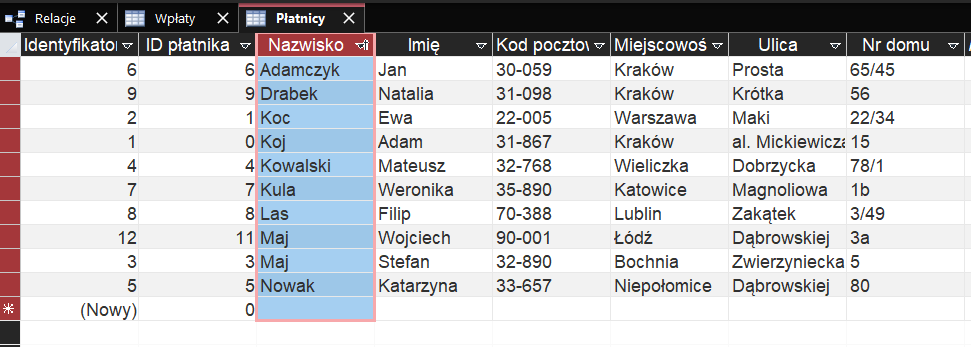 Relacje Wpłaty Płatnicy
Identyfikator ID płatnika Nazwisko Imię Kod pocztow Miejscowoś Ulica Nr domu
6 6 Adamczyk Jan 30-059 Kraków Prosta 65/45
9 9 Drabek Natalia 31-098 Kraków Krótka 56
2 1 Koc Ewa 22-005 Warszawa Maki 22/34
1 0 Koj Adam 31-867 Kraków al. Mickiewicza 15
4 4 Kowalski Mateusz 32-768 Wieliczka Dobrzycka 78/1
7 7 Kula Weronika 35-890 Katowice Magnoliowa 1b
8 8 Las Filip 70-388 Lublin Zakątek 3/49
12 11 Maj Wojciech 90-001 Łódź Dąbrowskiej 3a
3 3 Maj Stefan 32-890 Bochnia Zwierzyniecka 5
5 5 Nowak Katarzyna 33-657 Niepołomice Dąbrowskiej 80
(Nowy) 0